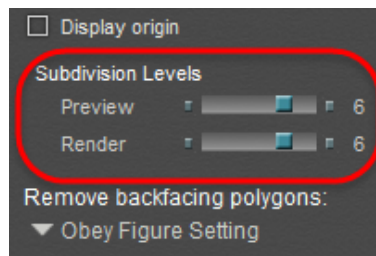 Display origin
Subdivision Levels
Preview 6
Render 6
Remove backfacing polygons:
Obey Figure Setting